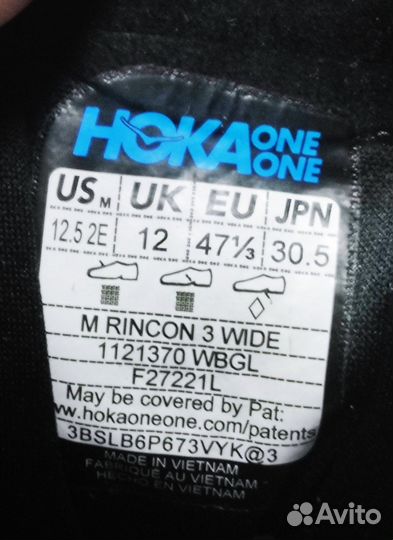 HOKA ONE ONE
US M UK EU JPN
12.5 2E 12 47⅓ 30.5
M RINCON 3 WIDE
1121370 WBGL
F27221L
May be covered by Pat:
www.hokaoneone.com/patents
3BSLB6P673VYK@3
MADE IN VIETNAM
FABRIQUÉ AU VIETNAM
HECHO EN VIETNAM
Avito